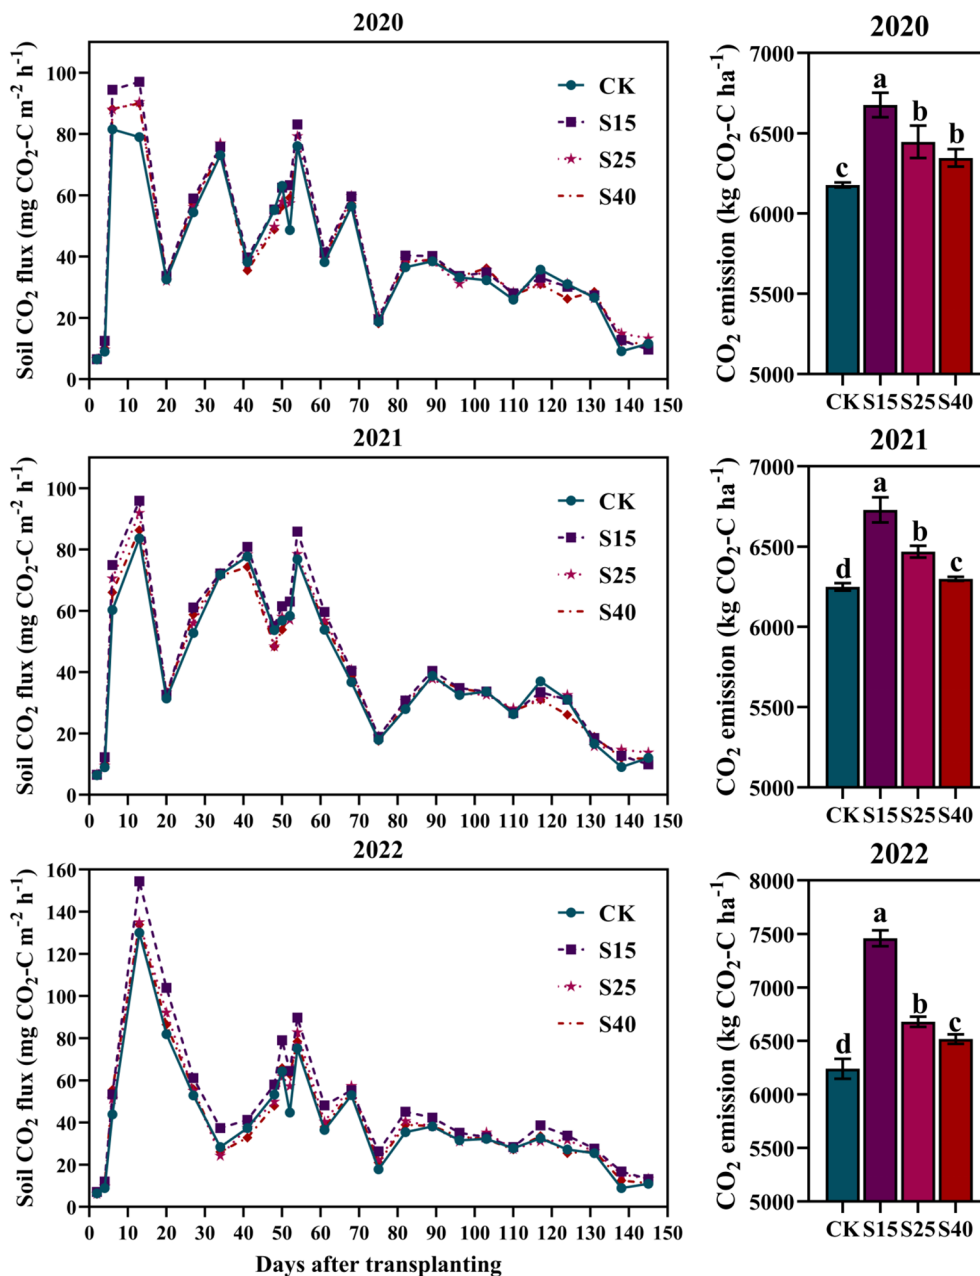 2020
Soil CO₂ flux (mg CO₂-C m⁻² h⁻¹)
100
80
60
40
20
0
CK
S15
S25
S40
0 10 20 30 40 50 60 70 80 90 100 110 120 130 140 150
2020
CO₂ emission (kg CO₂-C ha⁻¹)
7000
6500
6000
5500
5000
c a b b
CK S15 S25 S40
2021
Soil CO₂ flux (mg CO₂-C m⁻² h⁻¹)
100
80
60
40
20
0
CK
S15
S25
S40
0 10 20 30 40 50 60 70 80 90 100 110 120 130 140 150
2021
CO₂ emission (kg CO₂-C ha⁻¹)
7000
6500
6000
5500
5000
d a b c
CK S15 S25 S40
2022
Soil CO₂ flux (mg CO₂-C m⁻² h⁻¹)
160
140
120
100
80
60
40
20
0
CK
S15
S25
S40
0 10 20 30 40 50 60 70 80 90 100 110 120 130 140 150
Days after transplanting
2022
CO₂ emission (kg CO₂-C ha⁻¹)
8000
7500
7000
6500
6000
5500
5000
d a b c
CK S15 S25 S40